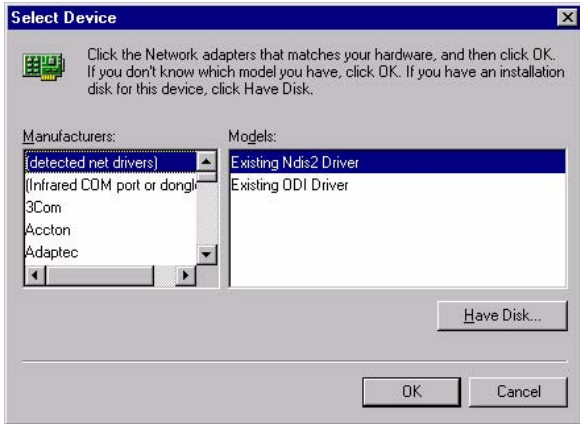 Select Device
Click the Network adapters that matches your hardware, and then click OK.
If you don't know which model you have, click OK. If you have an installation
disk for this device, click Have Disk.
Manufacturers:
Models:
(detected net drivers)
(Infrared COM port or dongl
3Com
Accton
Adaptec
Existing Ndis2 Driver
Existing ODI Driver
Have Disk...
OK
Cancel